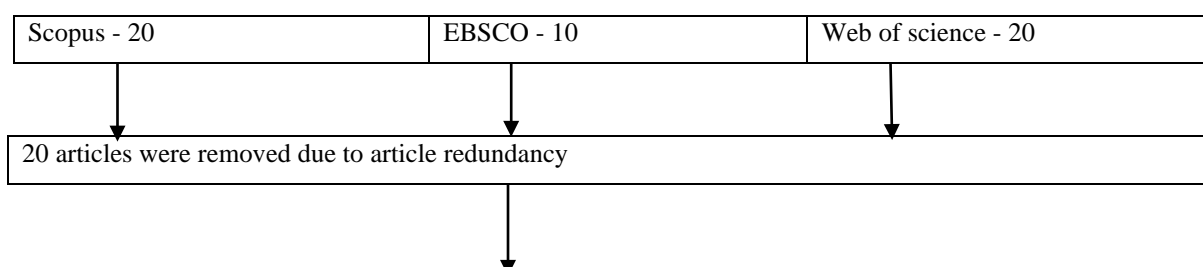 Scopus - 20
EBSCO - 10
Web of science - 20
20 articles were removed due to article redundancy